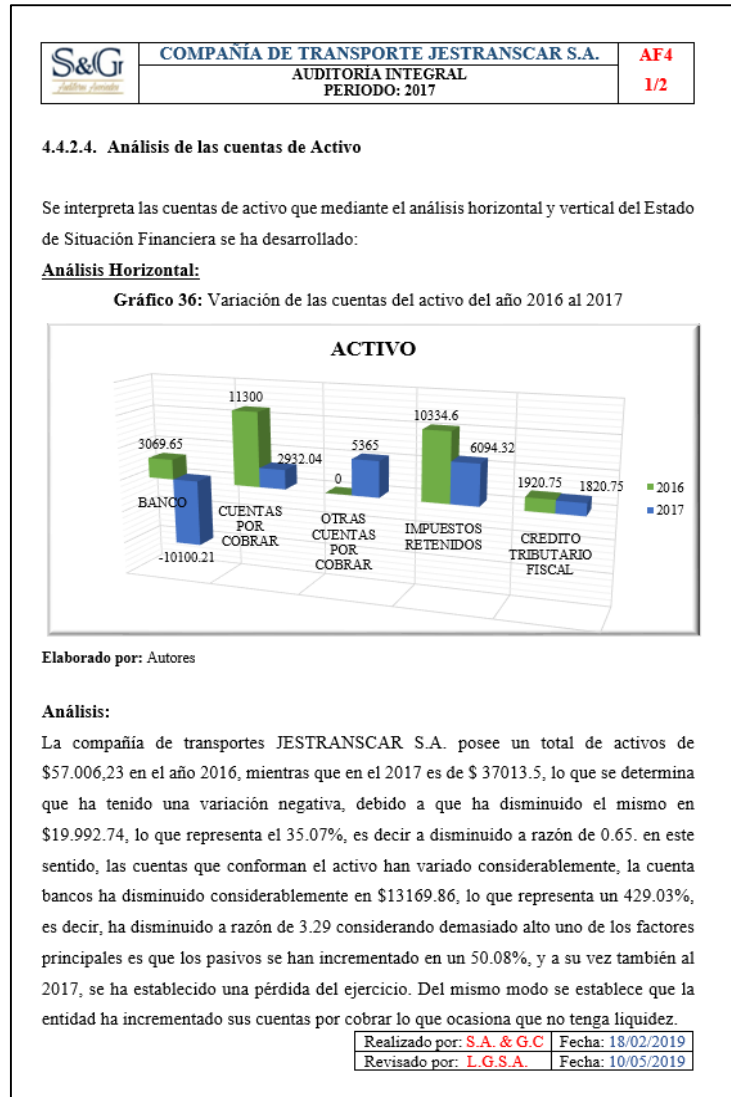 S&G
Auditores Asociados
COMPAÑÍA DE TRANSPORTE JESTRANSCAR S.A.
AUDITORÍA INTEGRAL
PERIODO: 2017
AF4
1/2
4.4.2.4. Análisis de las cuentas de Activo
Se interpreta las cuentas de activo que mediante el análisis horizontal y vertical del Estado
de Situación Financiera se ha desarrollado:
Análisis Horizontal:
Gráfico 36: Variación de las cuentas del activo del año 2016 al 2017
ACTIVO
3069.65
-10100.21
BANCO
11300
2932.04
CUENTAS
POR
COBRAR
0
5365
OTRAS
CUENTAS
POR
COBRAR
10334.6
6094.32
IMPUESTOS
RETENIDOS
1920.75
1820.75
CREDITO
TRIBUTARIO
FISCAL
2016
2017
Elaborado por: Autores
Análisis:
La compañía de transportes JESTRANSCAR S.A. posee un total de activos de
$57.006,23 en el año 2016, mientras que en el 2017 es de $ 37013.5, lo que se determina
que ha tenido una variación negativa, debido a que ha disminuido el mismo en
$19.992.74, lo que representa el 35.07%, es decir a disminuido a razón de 0.65. en este
sentido, las cuentas que conforman el activo han variado considerablemente, la cuenta
bancos ha disminuido considerablemente en $13169.86, lo que representa un 429.03%,
es decir, ha disminuido a razón de 3.29 considerando demasiado alto uno de los factores
principales es que los pasivos se han incrementado en un 50.08%, y a su vez también al
2017, se ha establecido una pérdida del ejercicio. Del mismo modo se establece que la
entidad ha incrementado sus cuentas por cobrar lo que ocasiona que no tenga liquidez.
Realizado por: S.A. & G.C Fecha: 18/02/2019
Revisado por: L.G.S.A. Fecha: 10/05/2019